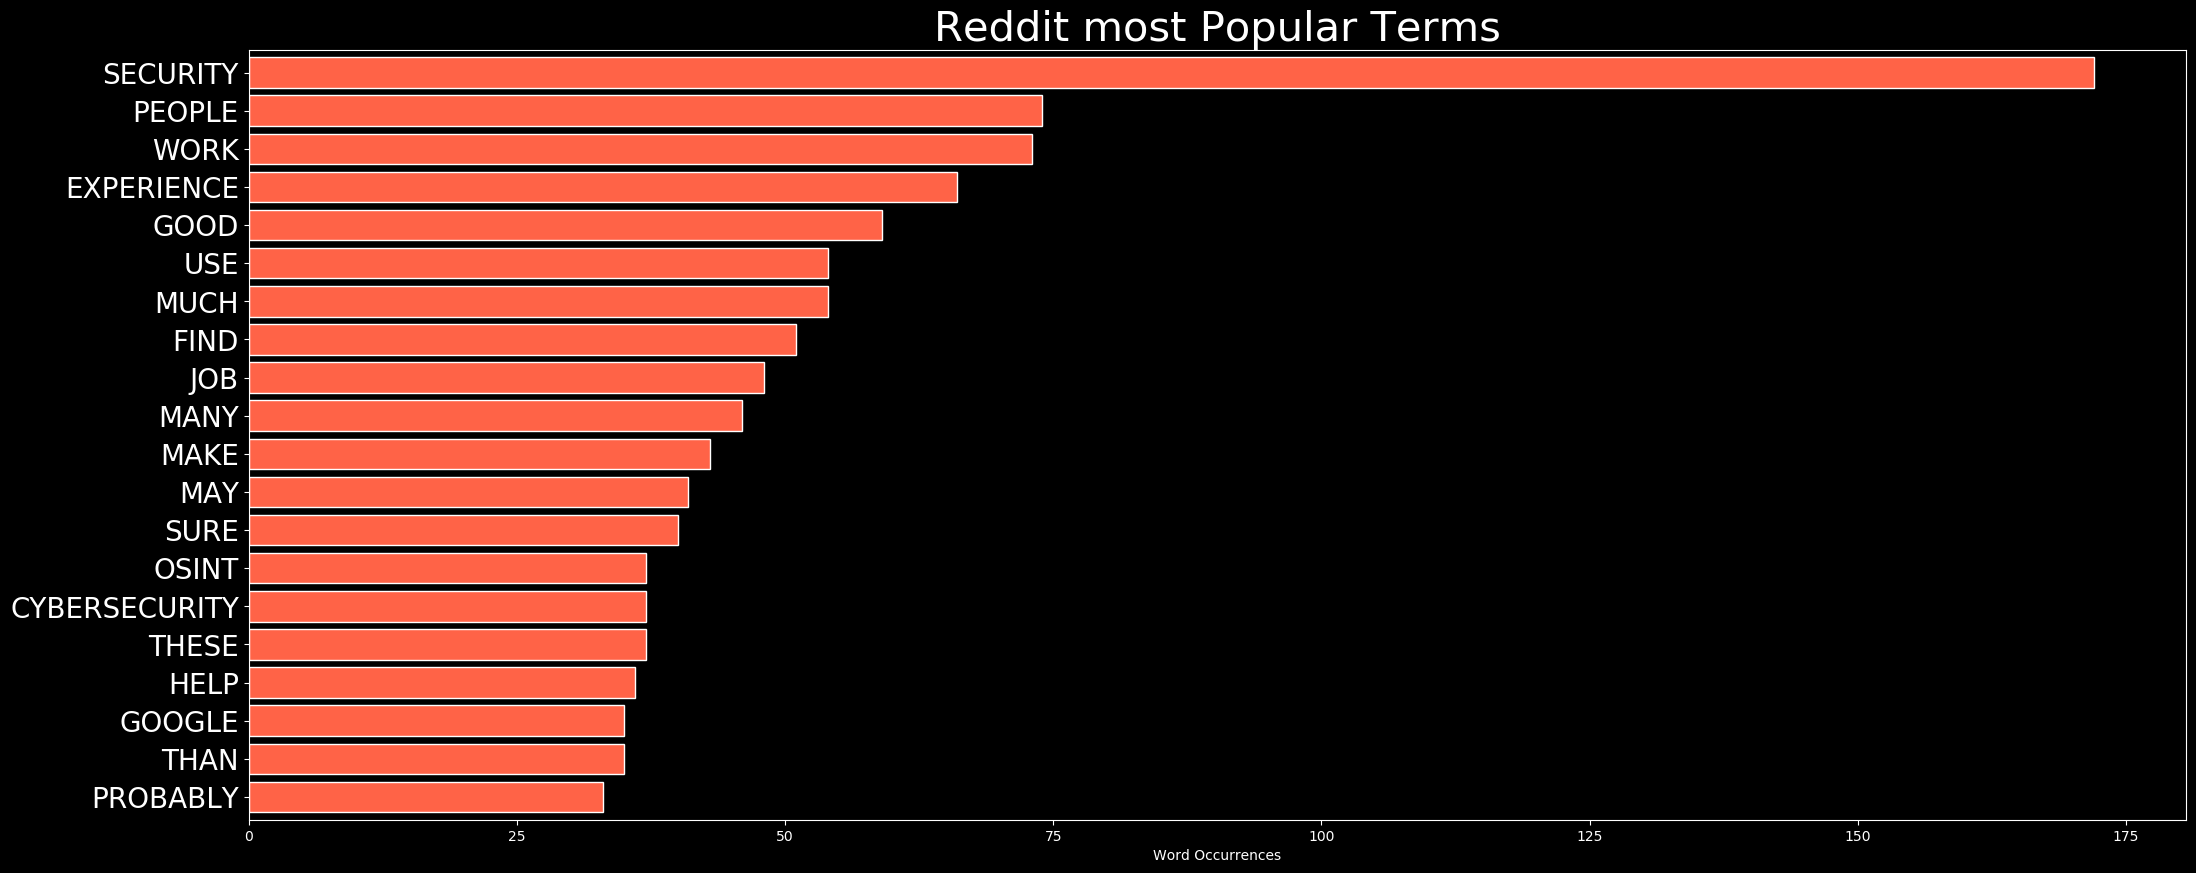 Reddit most Popular Terms
SECURITY
PEOPLE
WORK
EXPERIENCE
GOOD
USE
MUCH
FIND
JOB
MANY
MAKE
MAY
SURE
OSINT
CYBERSECURITY
THESE
HELP
GOOGLE
THAN
PROBABLY
0 25 50 75 100 125 150 175
Word Occurrences